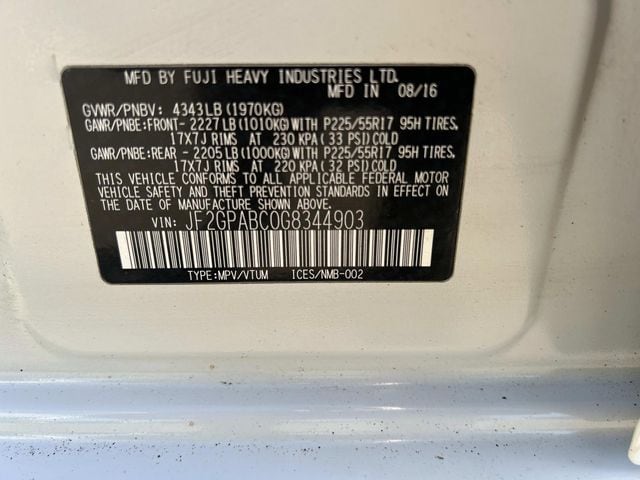 MFD BY FUJI HEAVY INDUSTRIES LTD.
MFD IN 08/16
GVWR/PNBV: 4343LB(1970KG)
GAWR/PNBE:FRONT-2227LB(1010KG)WITH P225/55R17 95H TIRES,
17X7J RIMS AT 230 KPA(33 PSI)COLD
GAWR/PNBE:REAR -2205LB(1000KG)WITH P225/55R17 95H TIRES,
17X7J RIMS AT 220 KPA(32 PSI)COLD
THIS VEHICLE CONFORMS TO ALL APPLICABLE FEDERAL MOTOR
VEHICLE SAFETY AND THEFT PREVENTION STANDARDS IN EFFECT ON
THE DATE OF MANUFACTURE SHOWN ABOVE.
VIN: JF2GPABC0G8344903
TYPE:MPV/VTUM ICES/NMB-002